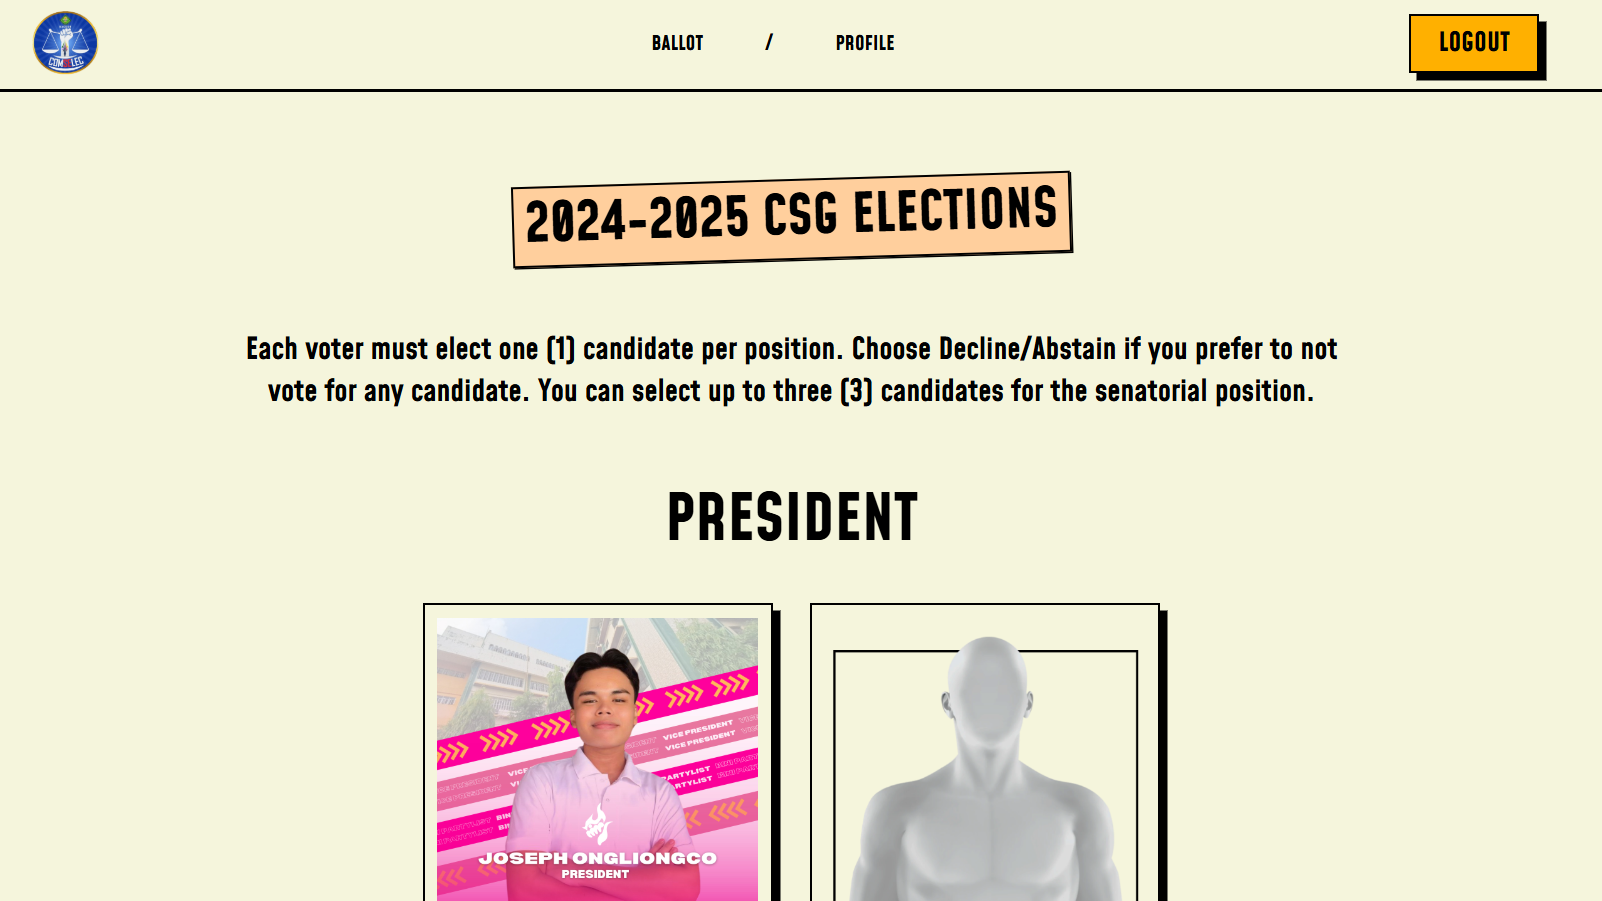 COMELEC
BALLOT / PROFILE
LOGOUT
2024-2025 CSG ELECTIONS
Each voter must elect one (1) candidate per position. Choose Decline/Abstain if you prefer to not
vote for any candidate. You can select up to three (3) candidates for the senatorial position.
PRESIDENT
VICE PRESIDENT
VICE PRESIDENT
PARTYLIST
JOSEPH ONGLIONGCO
PRESIDENT